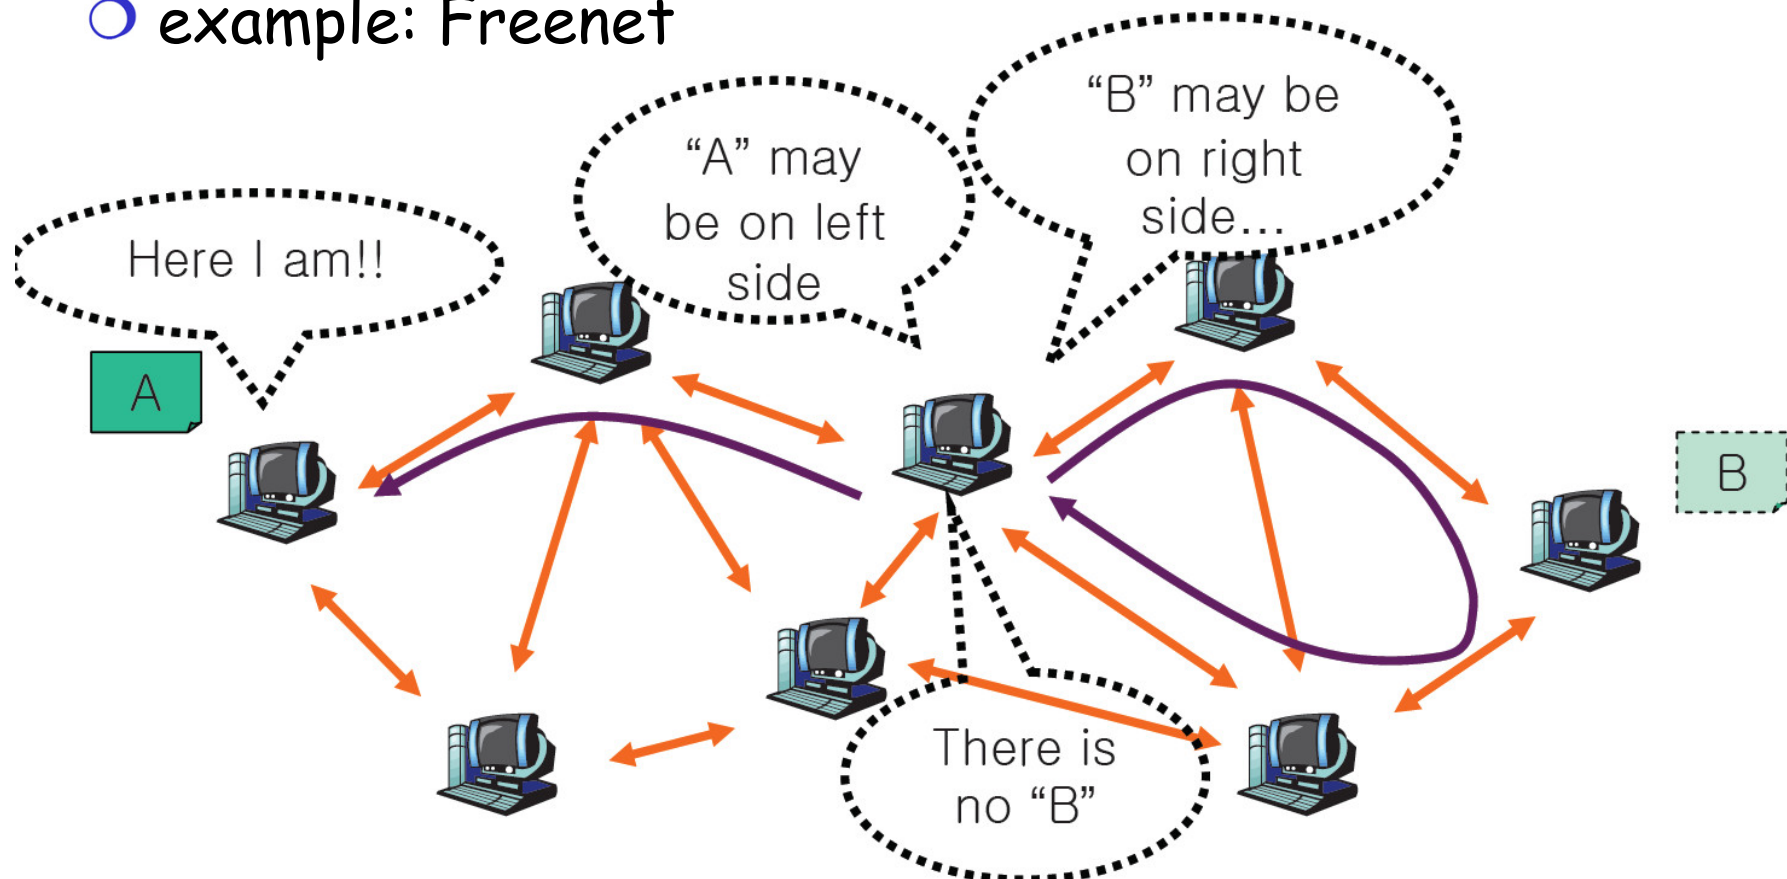 example: Freenet
"B" may be
on right
side...
"A" may
be on left
side
Here I am!!
A
B
There is
no "B"